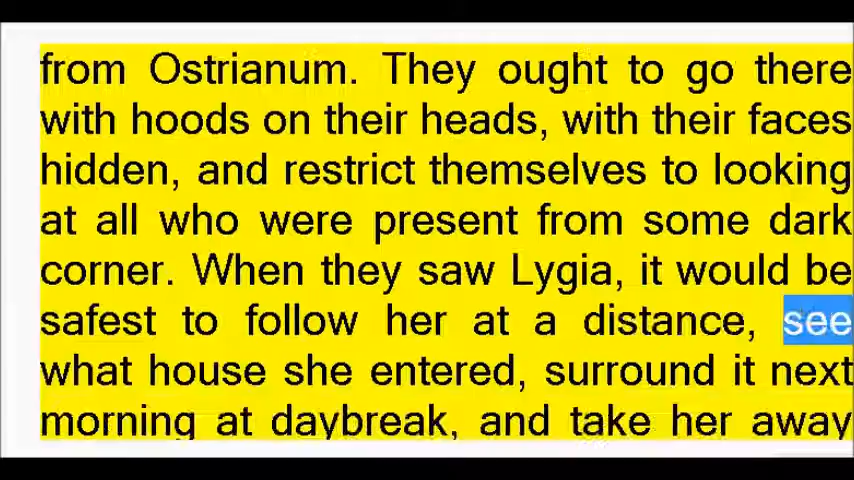 from Ostrianum. They ought to go there
with hoods on their heads, with their faces
hidden, and restrict themselves to looking
at all who were present from some dark
corner. When they saw Lygia, it would be
safest to follow her at a distance, see
what house she entered, surround it next
morning at daybreak, and take her away